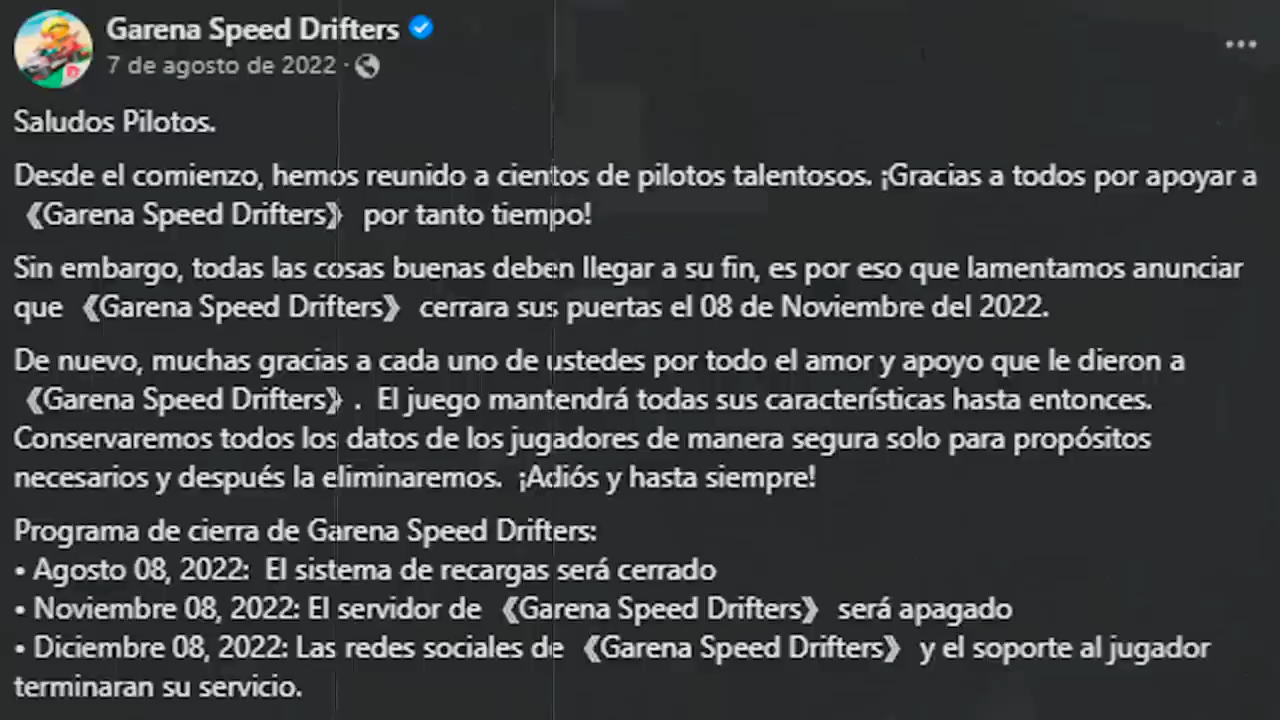 Garena Speed Drifters
7 de agosto de 2022 ·
Saludos Pilotos.
Desde el comienzo, hemos reunido a cientos de pilotos talentosos. ¡Gracias a todos por apoyar a
《Garena Speed Drifters》 por tanto tiempo!
Sin embargo, todas las cosas buenas deben llegar a su fin, es por eso que lamentamos anunciar
que 《Garena Speed Drifters》 cerrara sus puertas el 08 de Noviembre del 2022.
De nuevo, muchas gracias a cada uno de ustedes por todo el amor y apoyo que le dieron a
《Garena Speed Drifters》 . El juego mantendrá todas sus características hasta entonces.
Conservaremos todos los datos de los jugadores de manera segura solo para propósitos
necesarios y después la eliminaremos. ¡Adiós y hasta siempre!
Programa de cierra de Garena Speed Drifters:
• Agosto 08, 2022: El sistema de recargas será cerrado
• Noviembre 08, 2022: El servidor de 《Garena Speed Drifters》 será apagado
• Diciembre 08, 2022: Las redes sociales de 《Garena Speed Drifters》 y el soporte al jugador
terminaran su servicio.